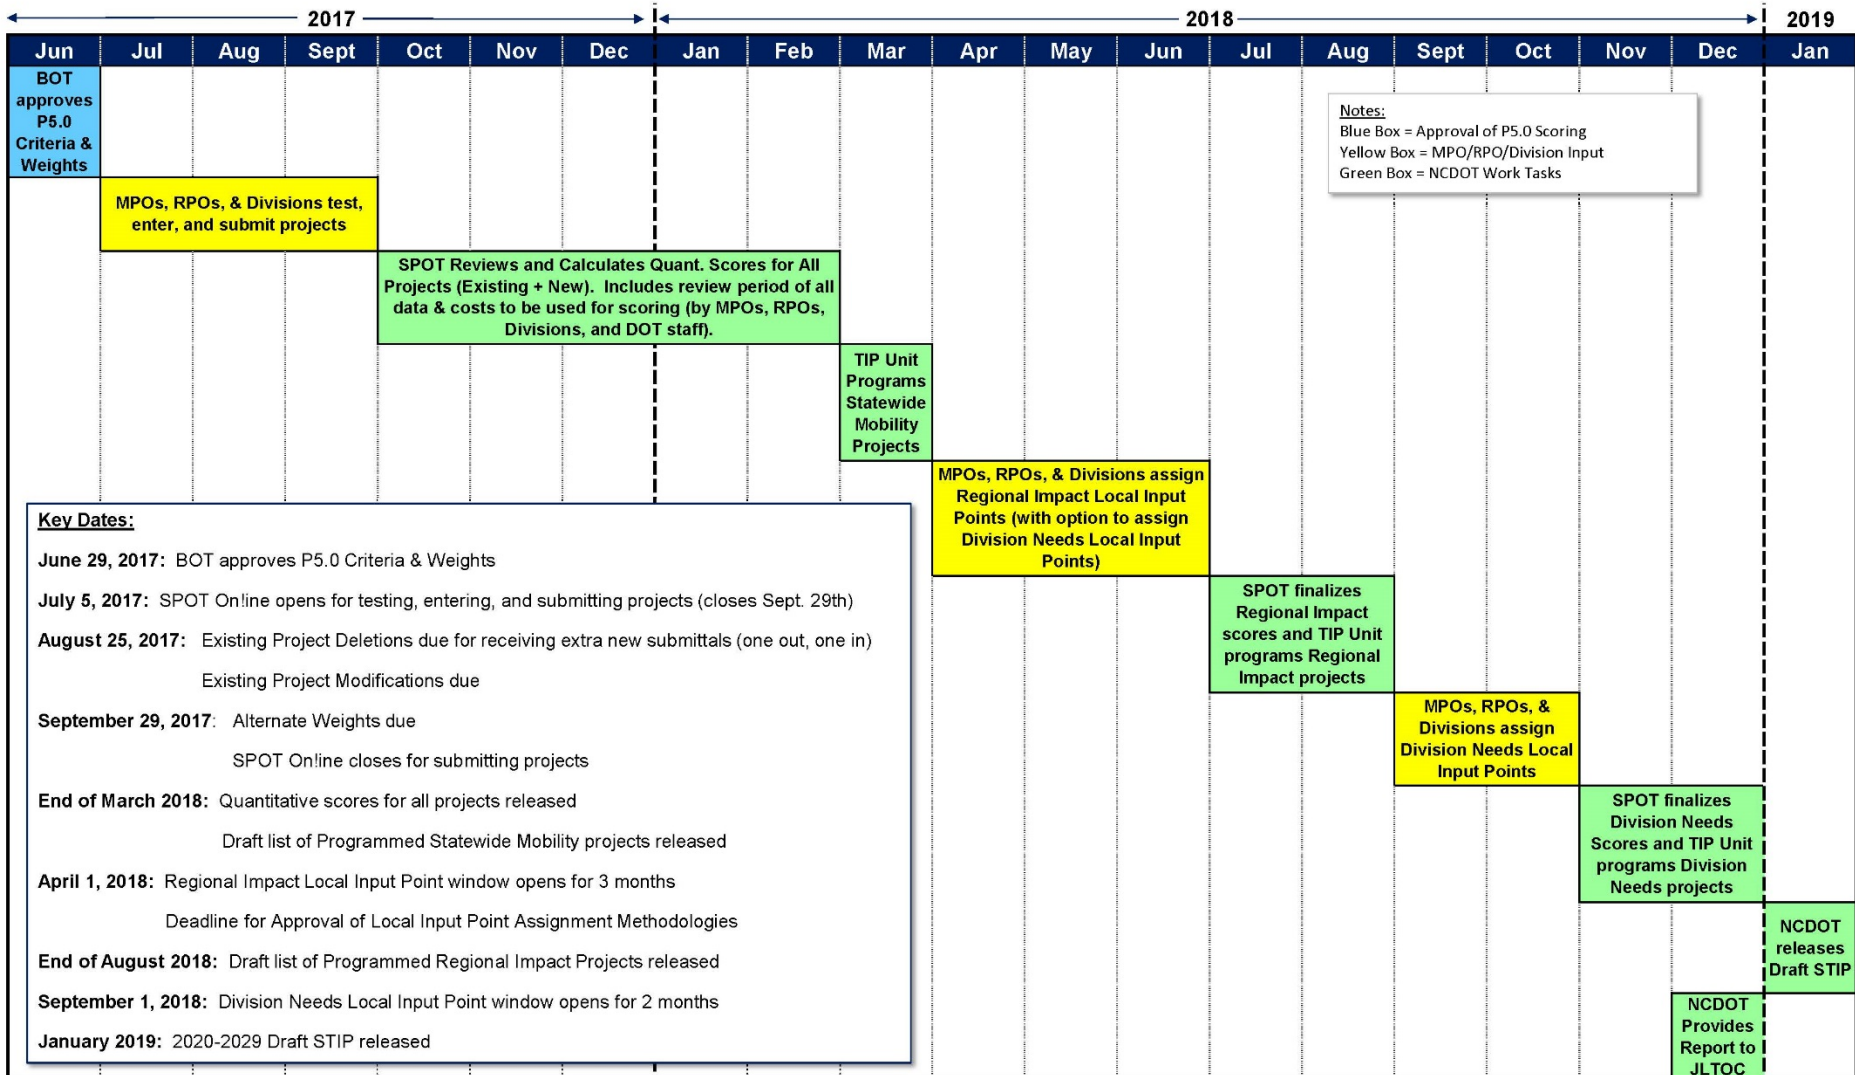 2017 2018 2019
Jun Jul Aug Sept Oct Nov Dec Jan Feb Mar Apr May Jun Jul Aug Sept Oct Nov Dec Jan
BOT
approves
P5.0
Criteria &
Weights
Notes:
Blue Box = Approval of P5.0 Scoring
Yellow Box = MPO/RPO/Division Input
Green Box = NCDOT Work Tasks
MPOs, RPOs, & Divisions test,
enter, and submit projects
SPOT Reviews and Calculates Quant. Scores for All
Projects (Existing + New). Includes review period of all
data & costs to be used for scoring (by MPOs, RPOs,
Divisions, and DOT staff).
TIP Unit
Programs
Statewide
Mobility
Projects
MPOs, RPOs, & Divisions assign
Regional Impact Local Input
Points (with option to assign
Division Needs Local Input
Points)
SPOT finalizes
Regional Impact
scores and TIP Unit
programs Regional
Impact projects
MPOs, RPOs, &
Divisions assign
Division Needs Local
Input Points
SPOT finalizes
Division Needs
Scores and TIP Unit
programs Division
Needs projects
NCDOT
releases
Draft STIP
NCDOT
Provides
Report to
JLTOC
Key Dates:
June 29, 2017: BOT approves P5.0 Criteria & Weights
July 5, 2017: SPOT On!ine opens for testing, entering, and submitting projects (closes Sept. 29th)
August 25, 2017: Existing Project Deletions due for receiving extra new submittals (one out, one in)
Existing Project Modifications due
September 29, 2017: Alternate Weights due
SPOT On!ine closes for submitting projects
End of March 2018: Quantitative scores for all projects released
Draft list of Programmed Statewide Mobility projects released
April 1, 2018: Regional Impact Local Input Point window opens for 3 months
Deadline for Approval of Local Input Point Assignment Methodologies
End of August 2018: Draft list of Programmed Regional Impact Projects released
September 1, 2018: Division Needs Local Input Point window opens for 2 months
January 2019: 2020-2029 Draft STIP released